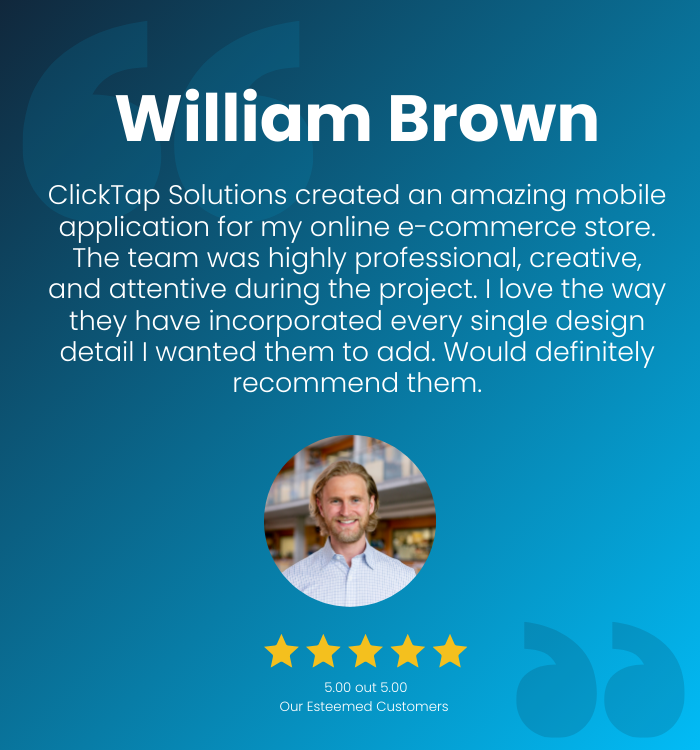 William Brown
ClickTap Solutions created an amazing mobile
application for my online e-commerce store.
The team was highly professional, creative,
and attentive during the project. I love the way
they have incorporated every single design
detail I wanted them to add. Would definitely
recommend them.
5.00 out 5.00
Our Esteemed Customers